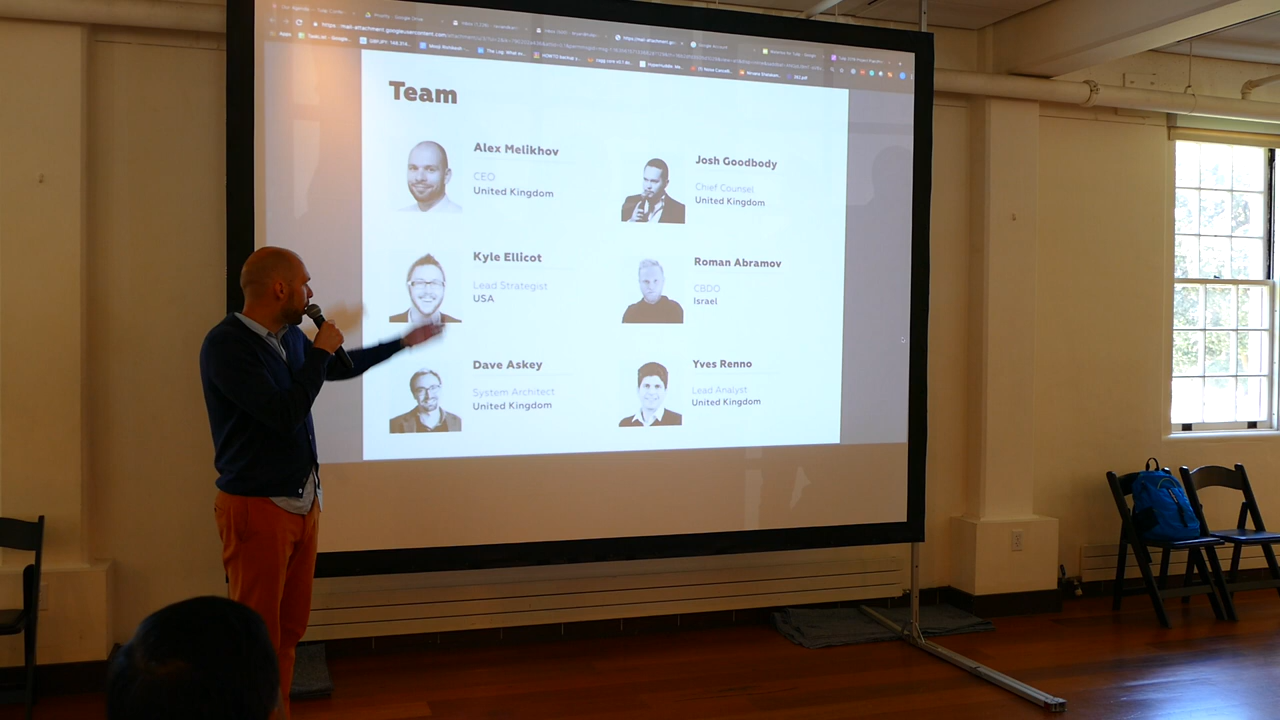 Team
Alex Melikhov
CEO
United Kingdom
Josh Goodbody
Chief Counsel
United Kingdom
Kyle Ellicot
Lead Strategist
USA
Roman Abramov
CBDO
Israel
Dave Askey
System Architect
United Kingdom
Yves Renno
Lead Analyst
United Kingdom